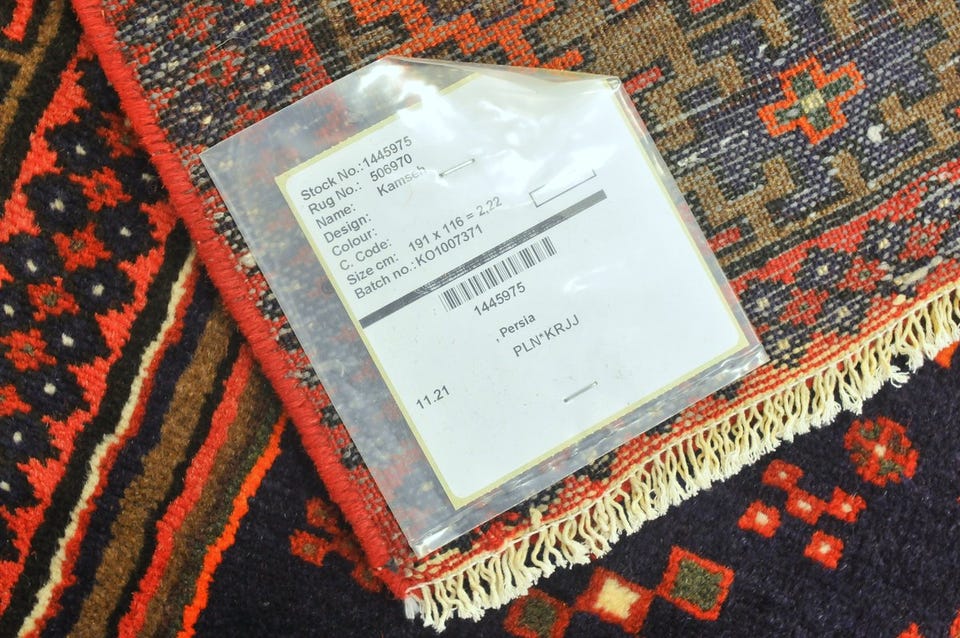 Stock No.:1445975
Rug No.: 506970
Name: Kamseh
Design:
Colour:
C. Code:
Size cm: 191 x 116 = 2,22
Batch no.:KO1007371
1445975
, Persia
PLN*KRJJ
11.21